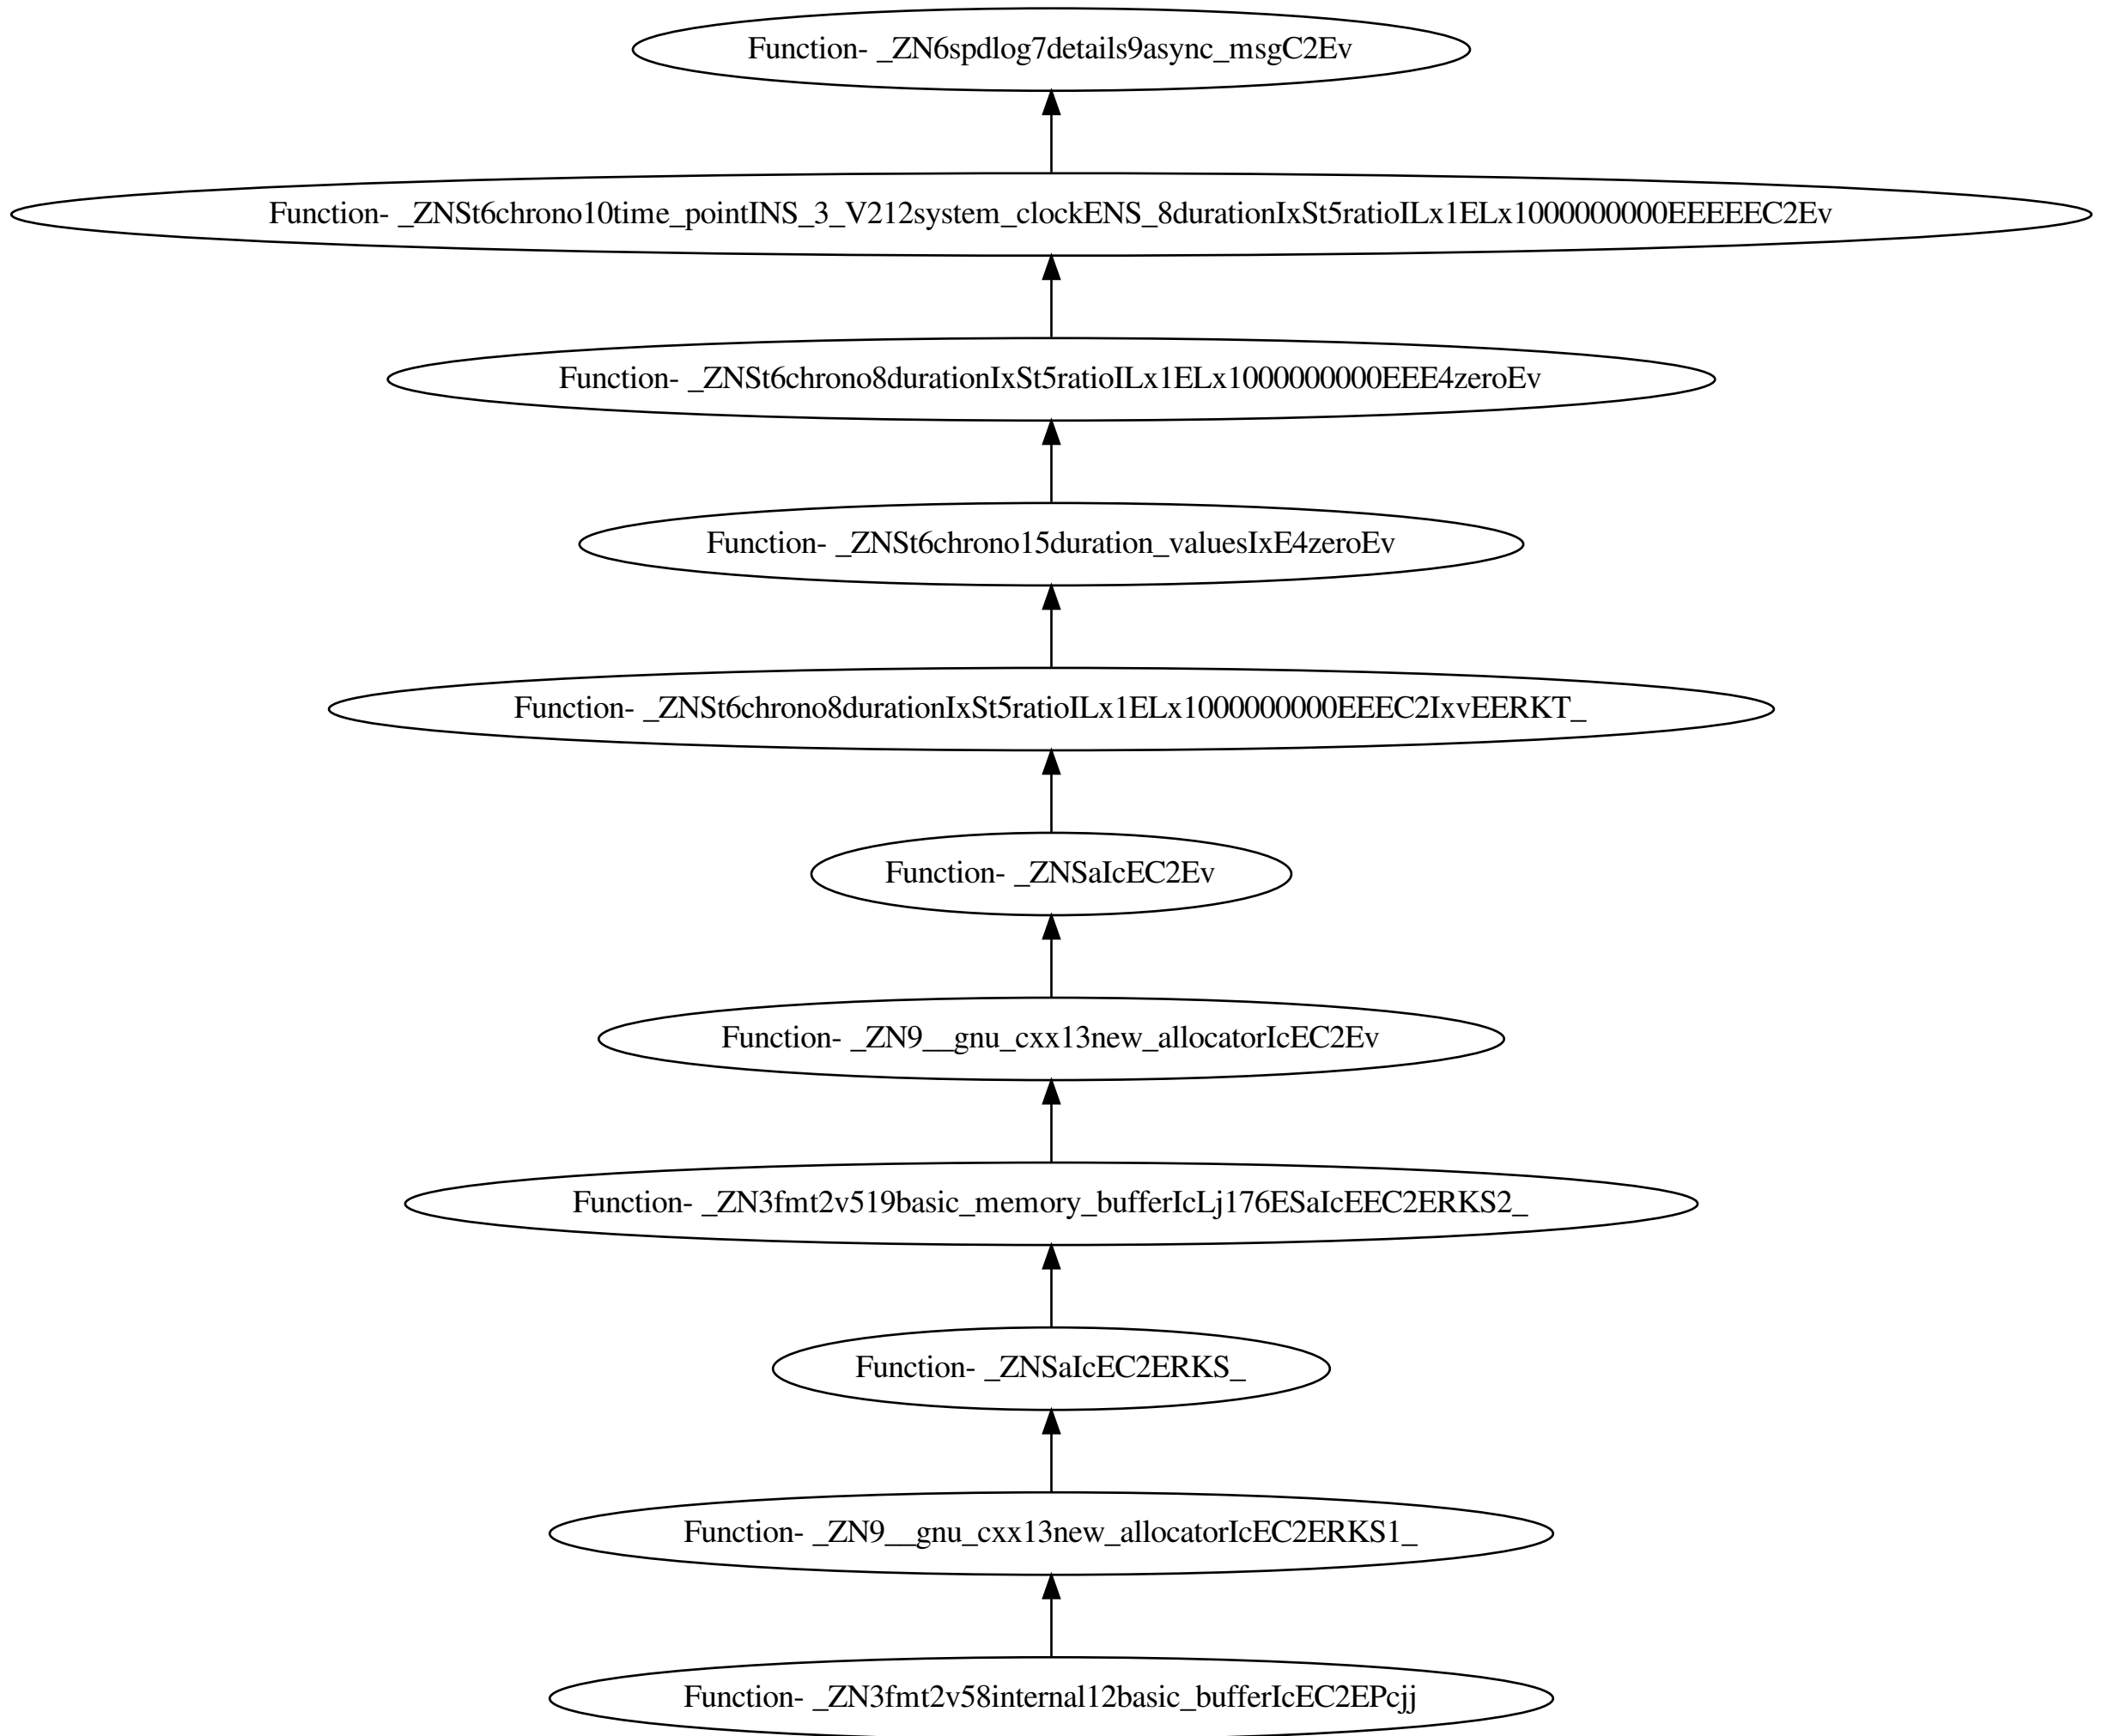 Function- _ZN6spdlog7details9async_msgC2Ev
Function- _ZNSt6chrono10time_pointINS_3_V212system_clockENS_8durationIxSt5ratioILx1ELx1000000000EEEEEC2Ev
Function- _ZNSt6chrono8durationIxSt5ratioILx1ELx1000000000EEE4zeroEv
Function- _ZNSt6chrono15duration_valuesIxE4zeroEv
Function- _ZNSt6chrono8durationIxSt5ratioILx1ELx1000000000EEEC2IxvEERKT_
Function- _ZNSaIcEC2Ev
Function- _ZN9__gnu_cxx13new_allocatorIcEC2Ev
Function- _ZN3fmt2v519basic_memory_bufferIcLj176ESaIcEEC2ERKS2_
Function- _ZNSaIcEC2ERKS_
Function- _ZN9__gnu_cxx13new_allocatorIcEC2ERKS1_
Function- _ZN3fmt2v58internal12basic_bufferIcEC2EPcjj